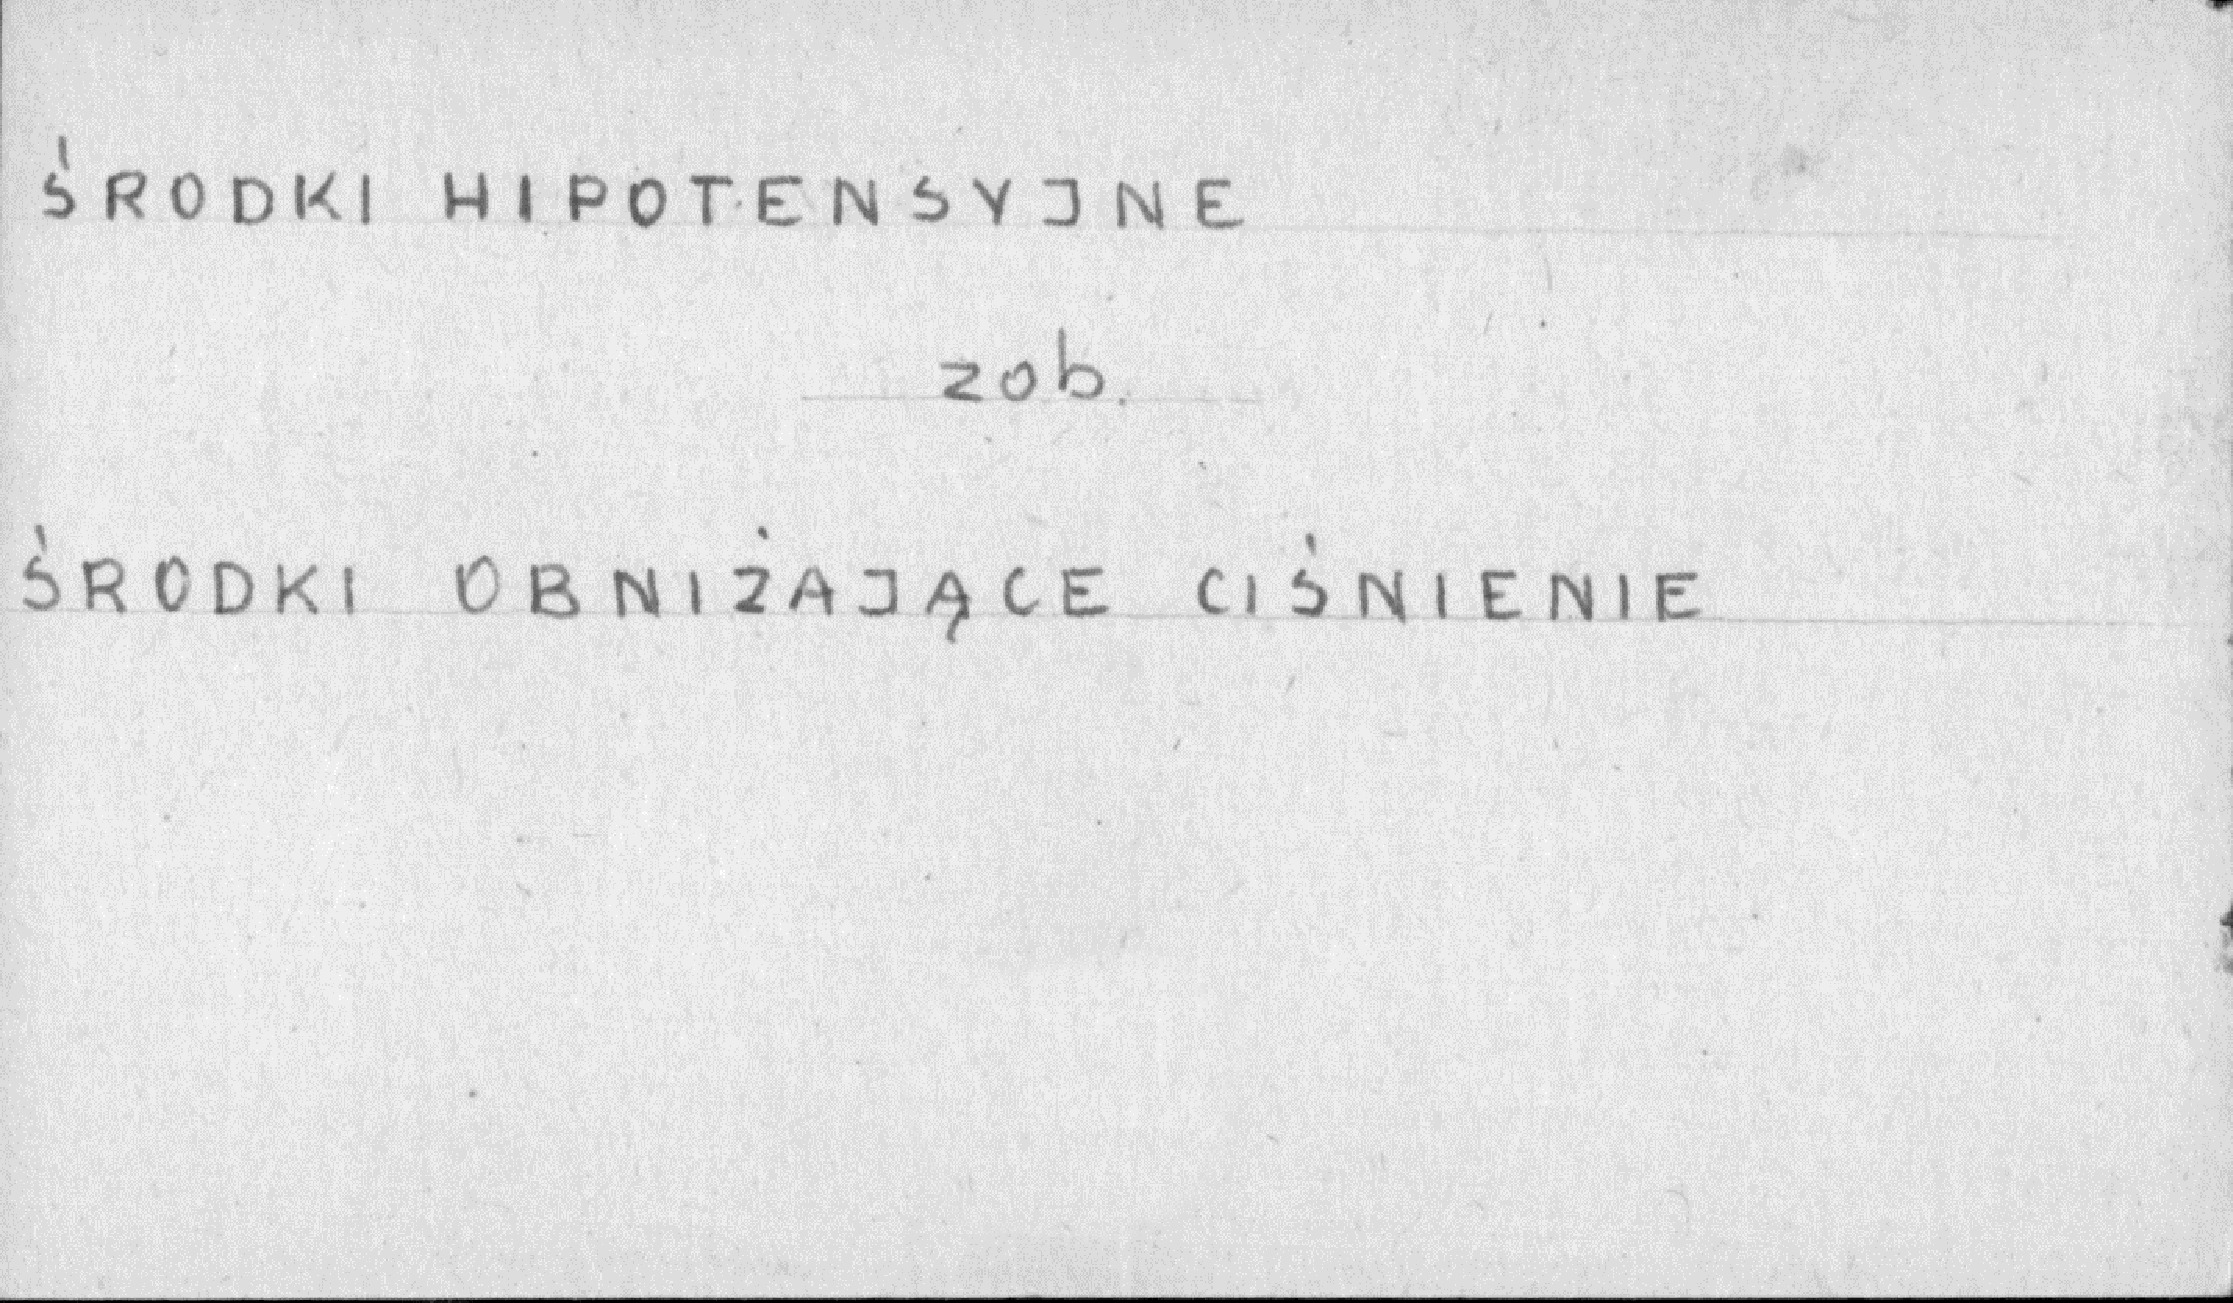 ŚRODKI HIPOTENSYJNE
zob.
ŚRODKI OBNIŻAJĄCE CIŚNIENIE